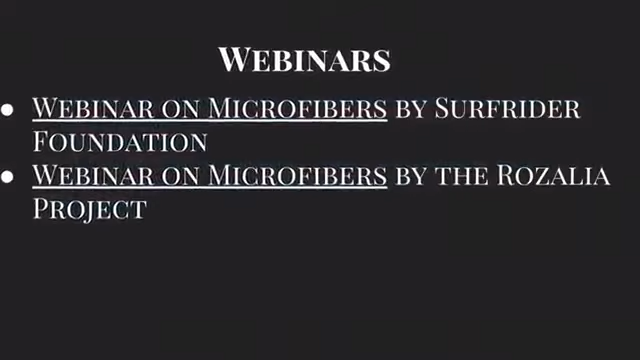 Webinars
• Webinar on Microfibers by Surfrider
Foundation
• Webinar on Microfibers by the Rozalia
Project